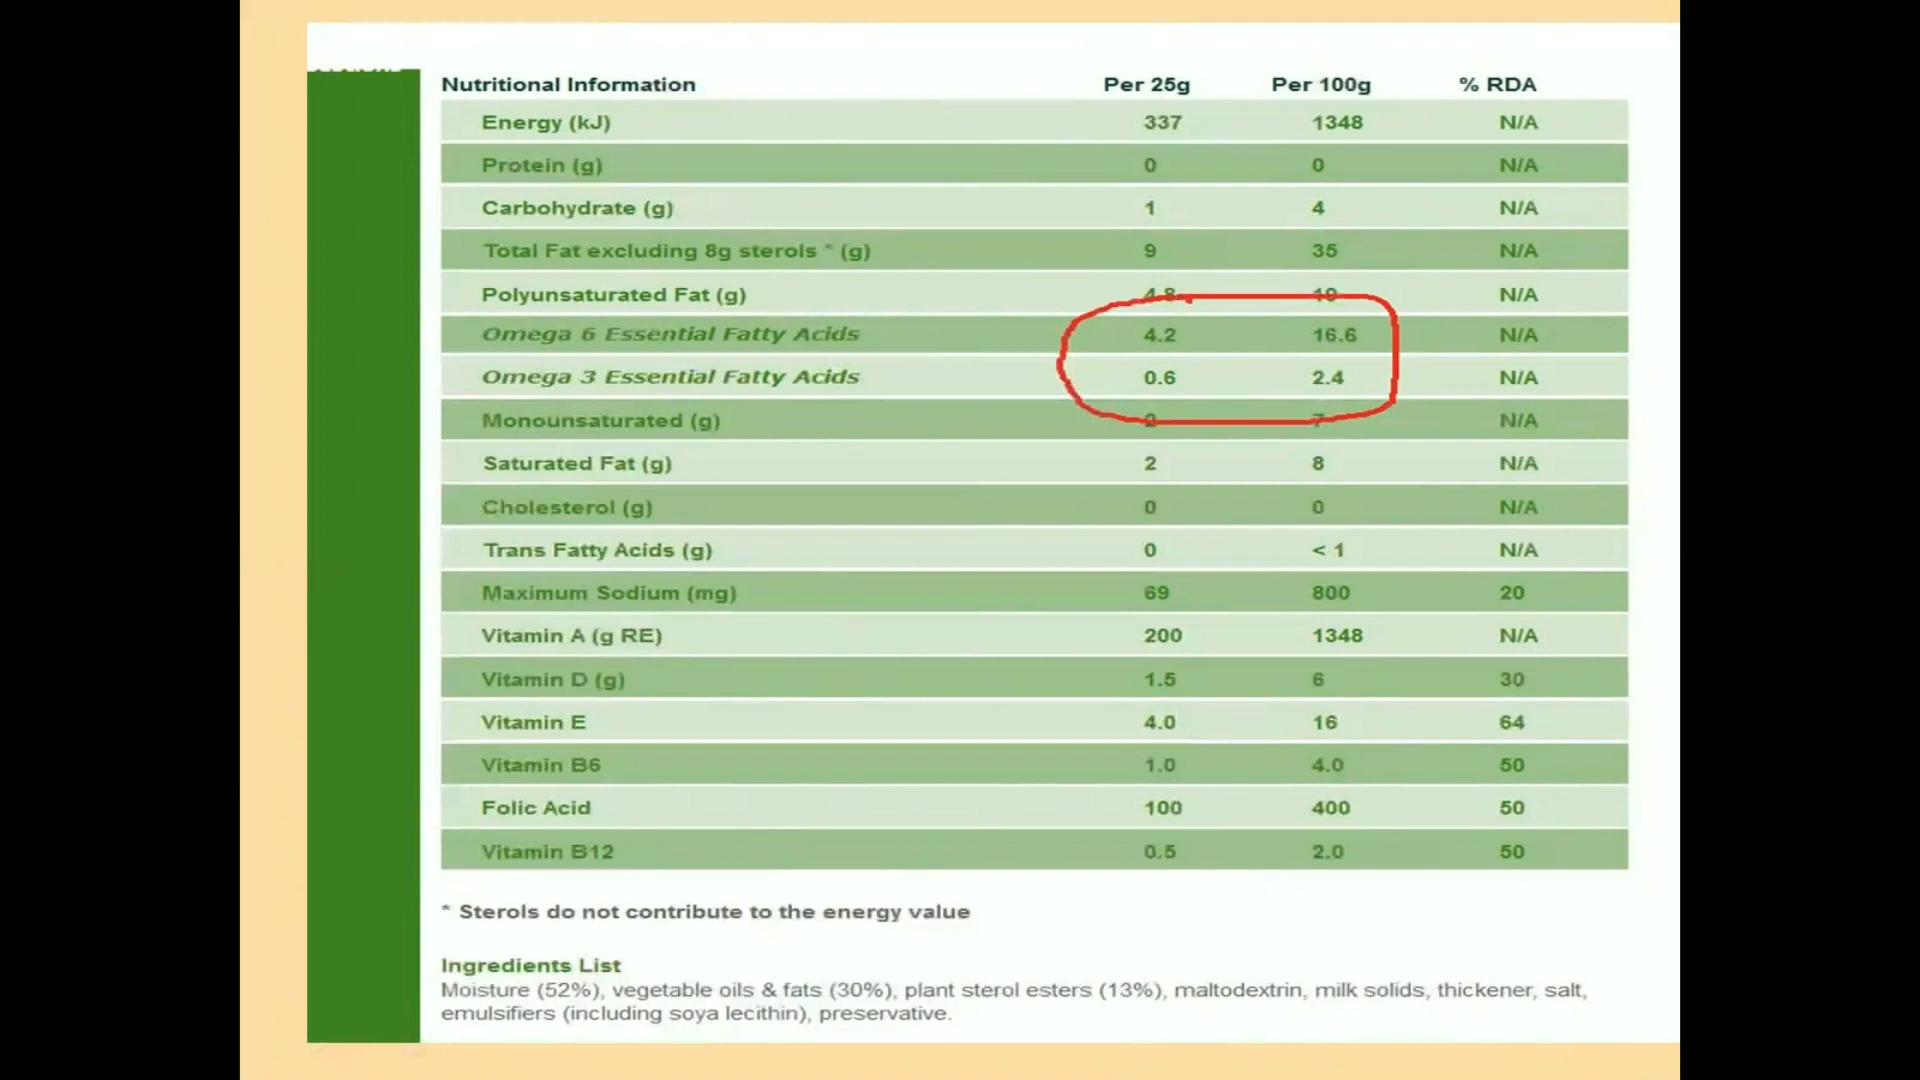 Nutritional Information Per 25g Per 100g % RDA
Energy (kJ) 337 1348 N/A
Protein (g) 0 0 N/A
Carbohydrate (g) 1 4 N/A
Total Fat excluding 8g sterols * (g) 9 35 N/A
Polyunsaturated Fat (g) 4.8 19 N/A
Omega 6 Essential Fatty Acids 4.2 16.6 N/A
Omega 3 Essential Fatty Acids 0.6 2.4 N/A
Monounsaturated (g) 2 7 N/A
Saturated Fat (g) 2 8 N/A
Cholesterol (g) 0 0 N/A
Trans Fatty Acids (g) 0 < 1 N/A
Maximum Sodium (mg) 69 800 20
Vitamin A (g RE) 200 1348 N/A
Vitamin D (g) 1.5 6 30
Vitamin E 4.0 16 64
Vitamin B6 1.0 4.0 50
Folic Acid 100 400 50
Vitamin B12 0.5 2.0 50
* Sterols do not contribute to the energy value
Ingredients List
Moisture (52%), vegetable oils & fats (30%), plant sterol esters (13%), maltodextrin, milk solids, thickener, salt,
emulsifiers (including soya lecithin), preservative.